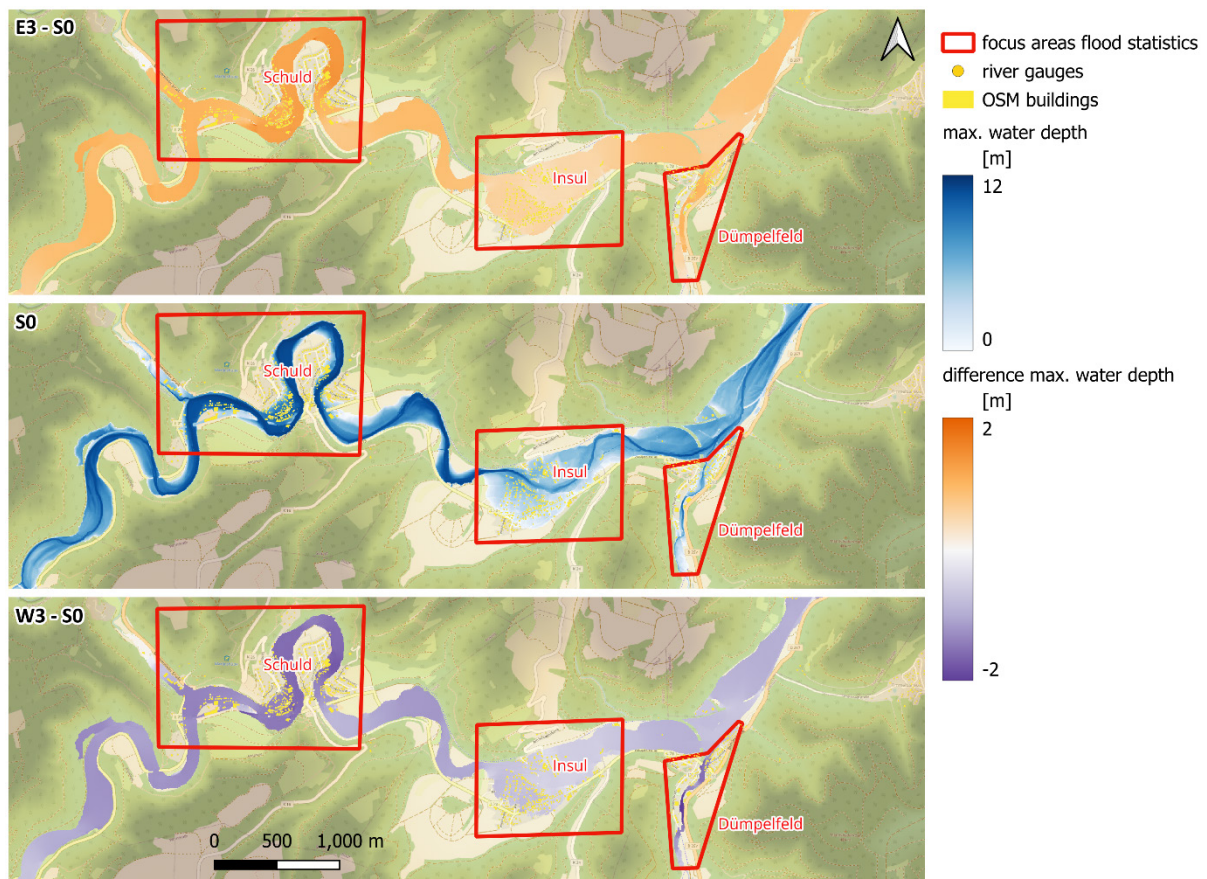 E3 - S0
Schuld
Insul
Dümpelfeld
S0
Schuld
Insul
Dümpelfeld
W3 - S0
Schuld
Insul
Dümpelfeld
0 500 1,000 m
focus areas flood statistics
river gauges
OSM buildings
max. water depth
[m]
12
0
difference max. water depth
[m]
2
-2